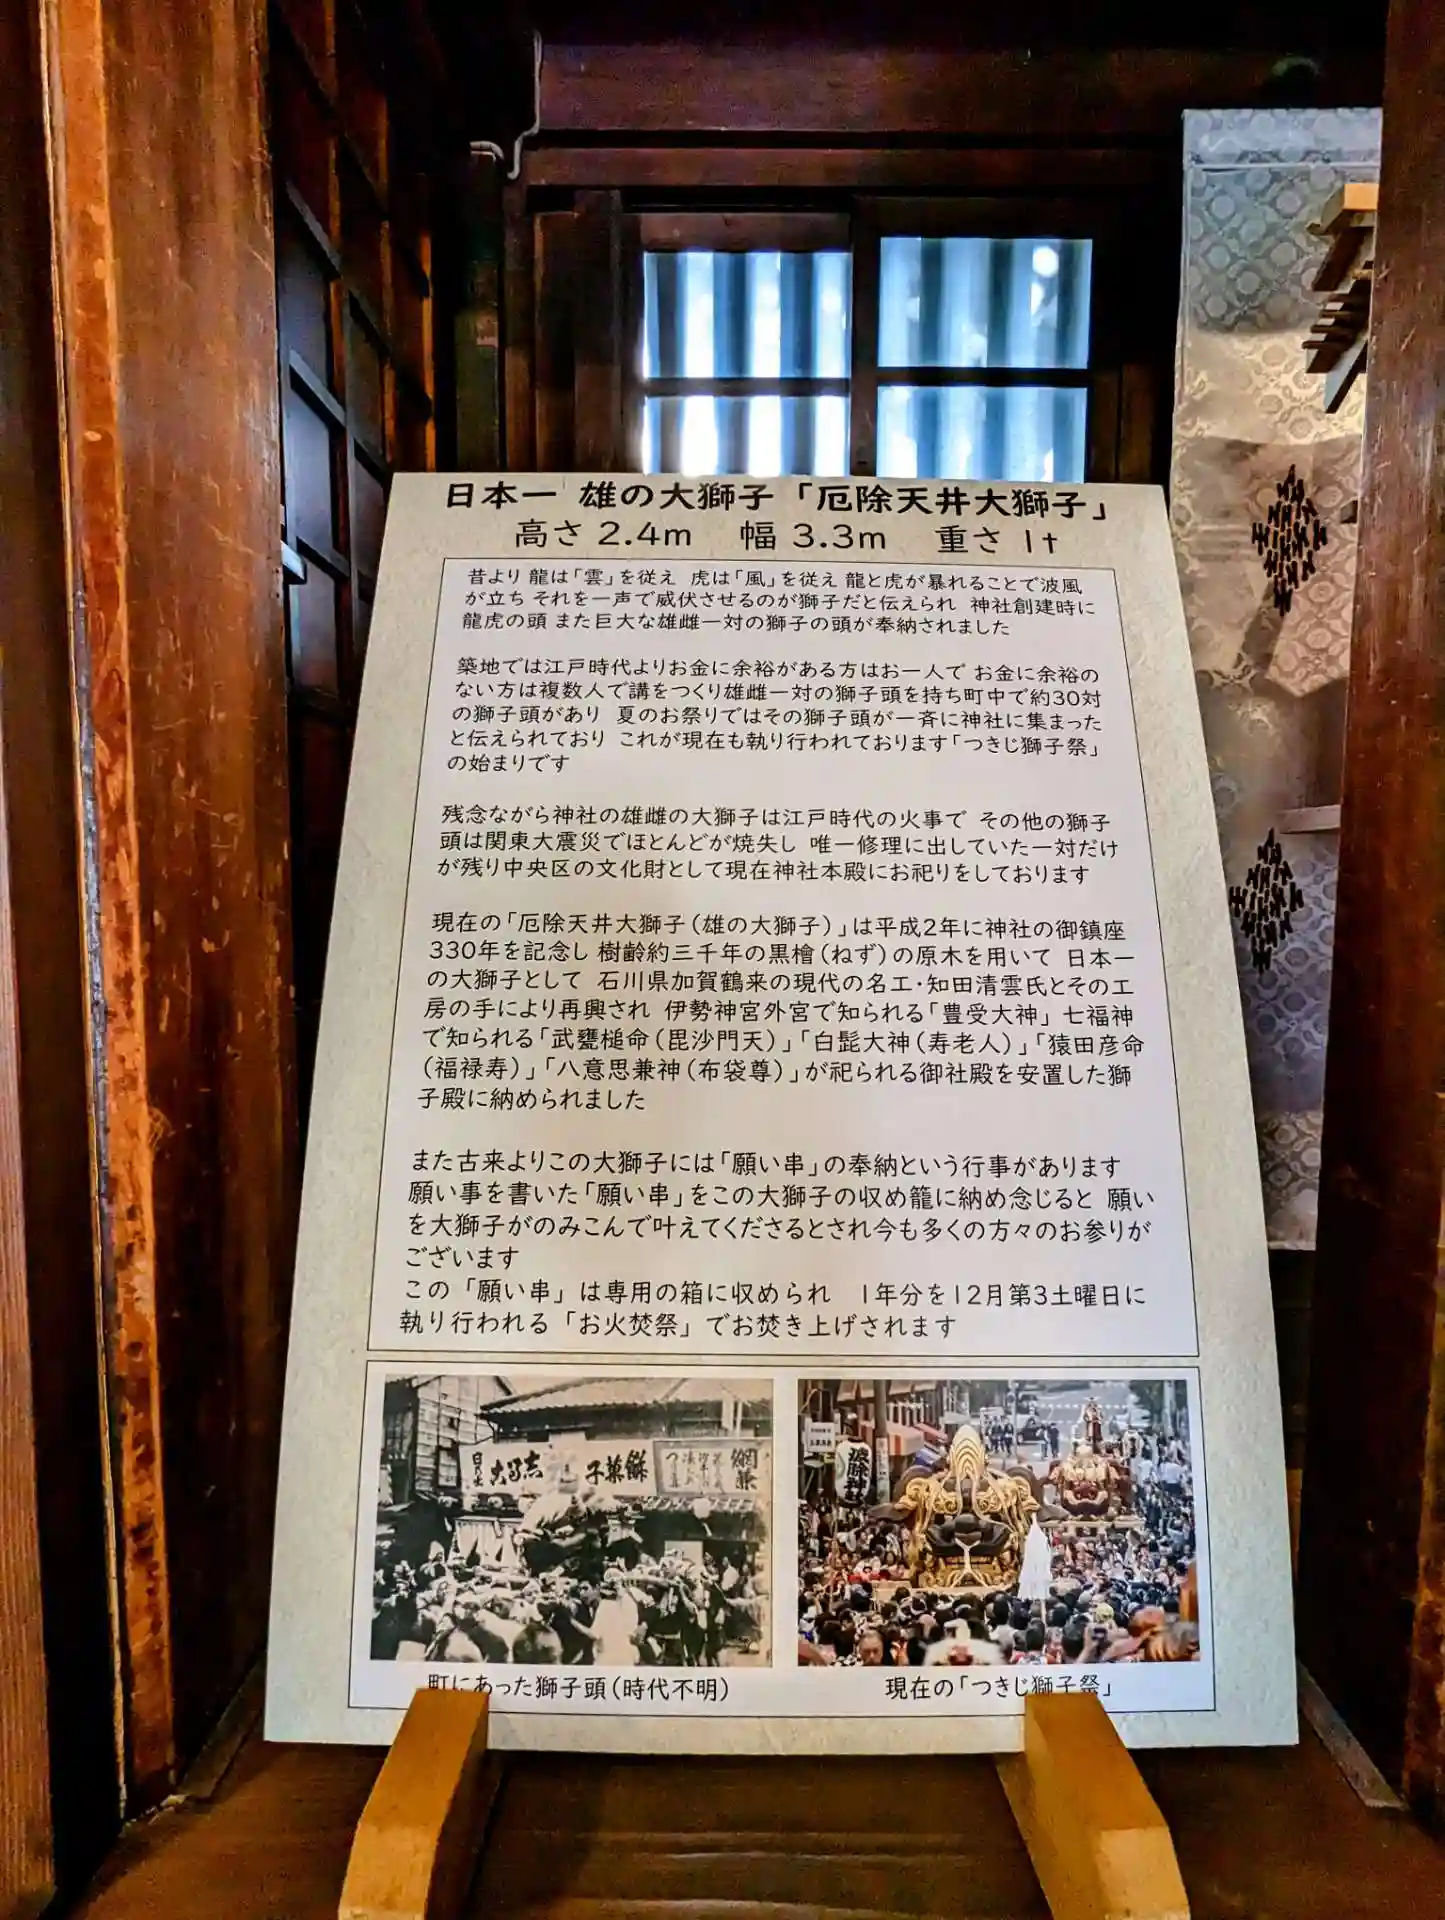 日本一 雄の大獅子「厄除天井大獅子」
高さ 2.4m 幅 3.3m 重さ 1t
昔より 龍は「雲」を従え 虎は「風」を従え 龍と虎が暴れることで波風
が立ち それを一声で威伏させるのが獅子だと伝えられ 神社創建時に
龍虎の頭 また巨大な雄雌一対の獅子の頭が奉納されました
築地では江戸時代よりお金に余裕がある方はお一人で お金に余裕の
ない方は複数人で講をつくり雄雌一対の獅子頭を持ち町中で約30対
の獅子頭があり 夏のお祭りではその獅子頭が一斉に神社に集まった
と伝えられており これが現在も執り行われております「つきじ獅子祭」
の始まりです
残念ながら神社の雄雌の大獅子は江戸時代の火事で その他の獅子
頭は関東大震災でほとんどが焼失し 唯一修理に出していた一対だけ
が残り中央区の文化財として現在神社本殿にお祀りをしております
現在の「厄除天井大獅子(雄の大獅子)」は平成2年に神社の御鎮座
330年を記念し 樹齢約三千年の黒檜(ねず)の原木を用いて 日本一
の大獅子として 石川県加賀鶴来の現代の名工・知田清雲氏とその工
房の手により再興され 伊勢神宮外宮で知られる「豊受大神」 七福神
で知られる「武甕槌命(毘沙門天)」「白髭大神(寿老人)」「猿田彦命
(福禄寿)」「八意思兼神(布袋尊)」が祀られる御社殿を安置した獅
子殿に納められました
また古来よりこの大獅子には「願い串」の奉納という行事があります
願い事を書いた「願い串」をこの大獅子の収め籠に納め念じると 願い
を大獅子がのみこんで叶えてくださるとされ今も多くの方々のお参りが
ございます
この「願い串」は専用の箱に収められ 1年分を12月第3土曜日に
執り行われる「お火焚祭」でお焚き上げされます
子菓餅
波除神社
町にあった獅子頭(時代不明)
現在の「つきじ獅子祭」